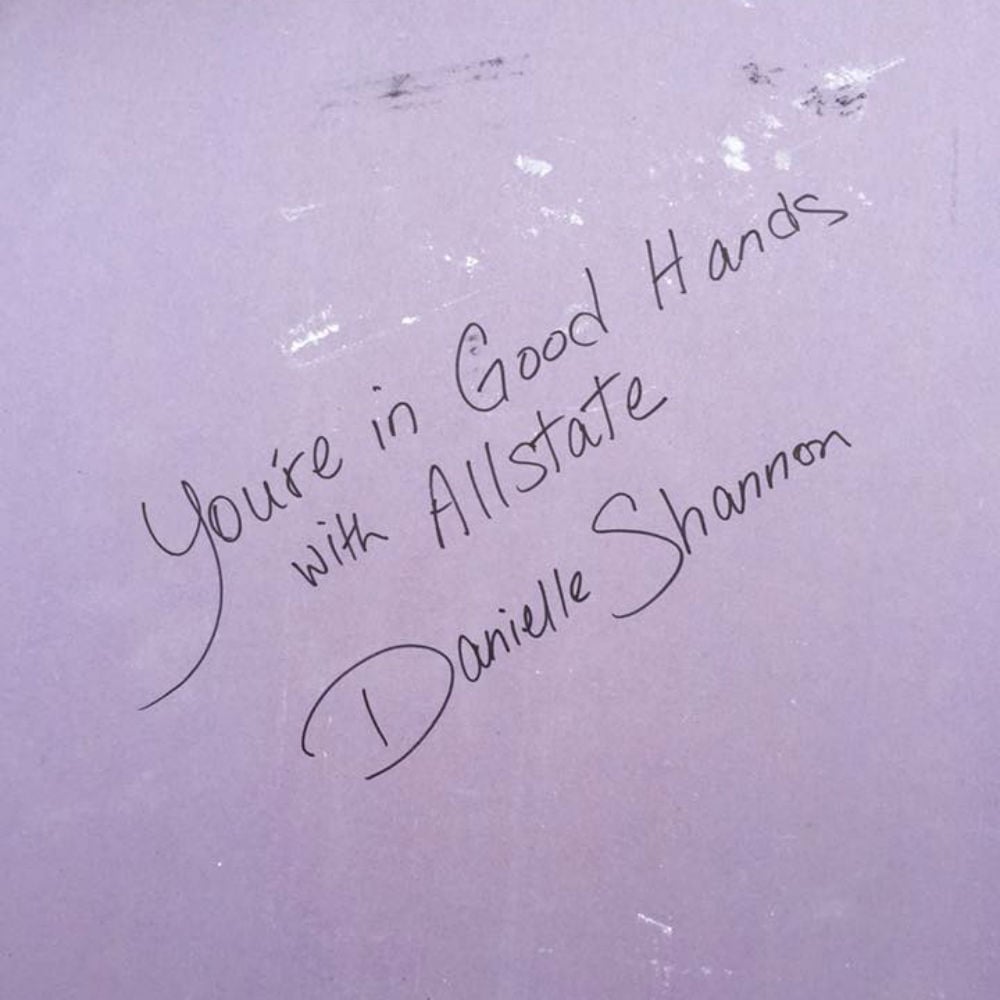 You're in Good Hands
with Allstate
Danielle Shannon